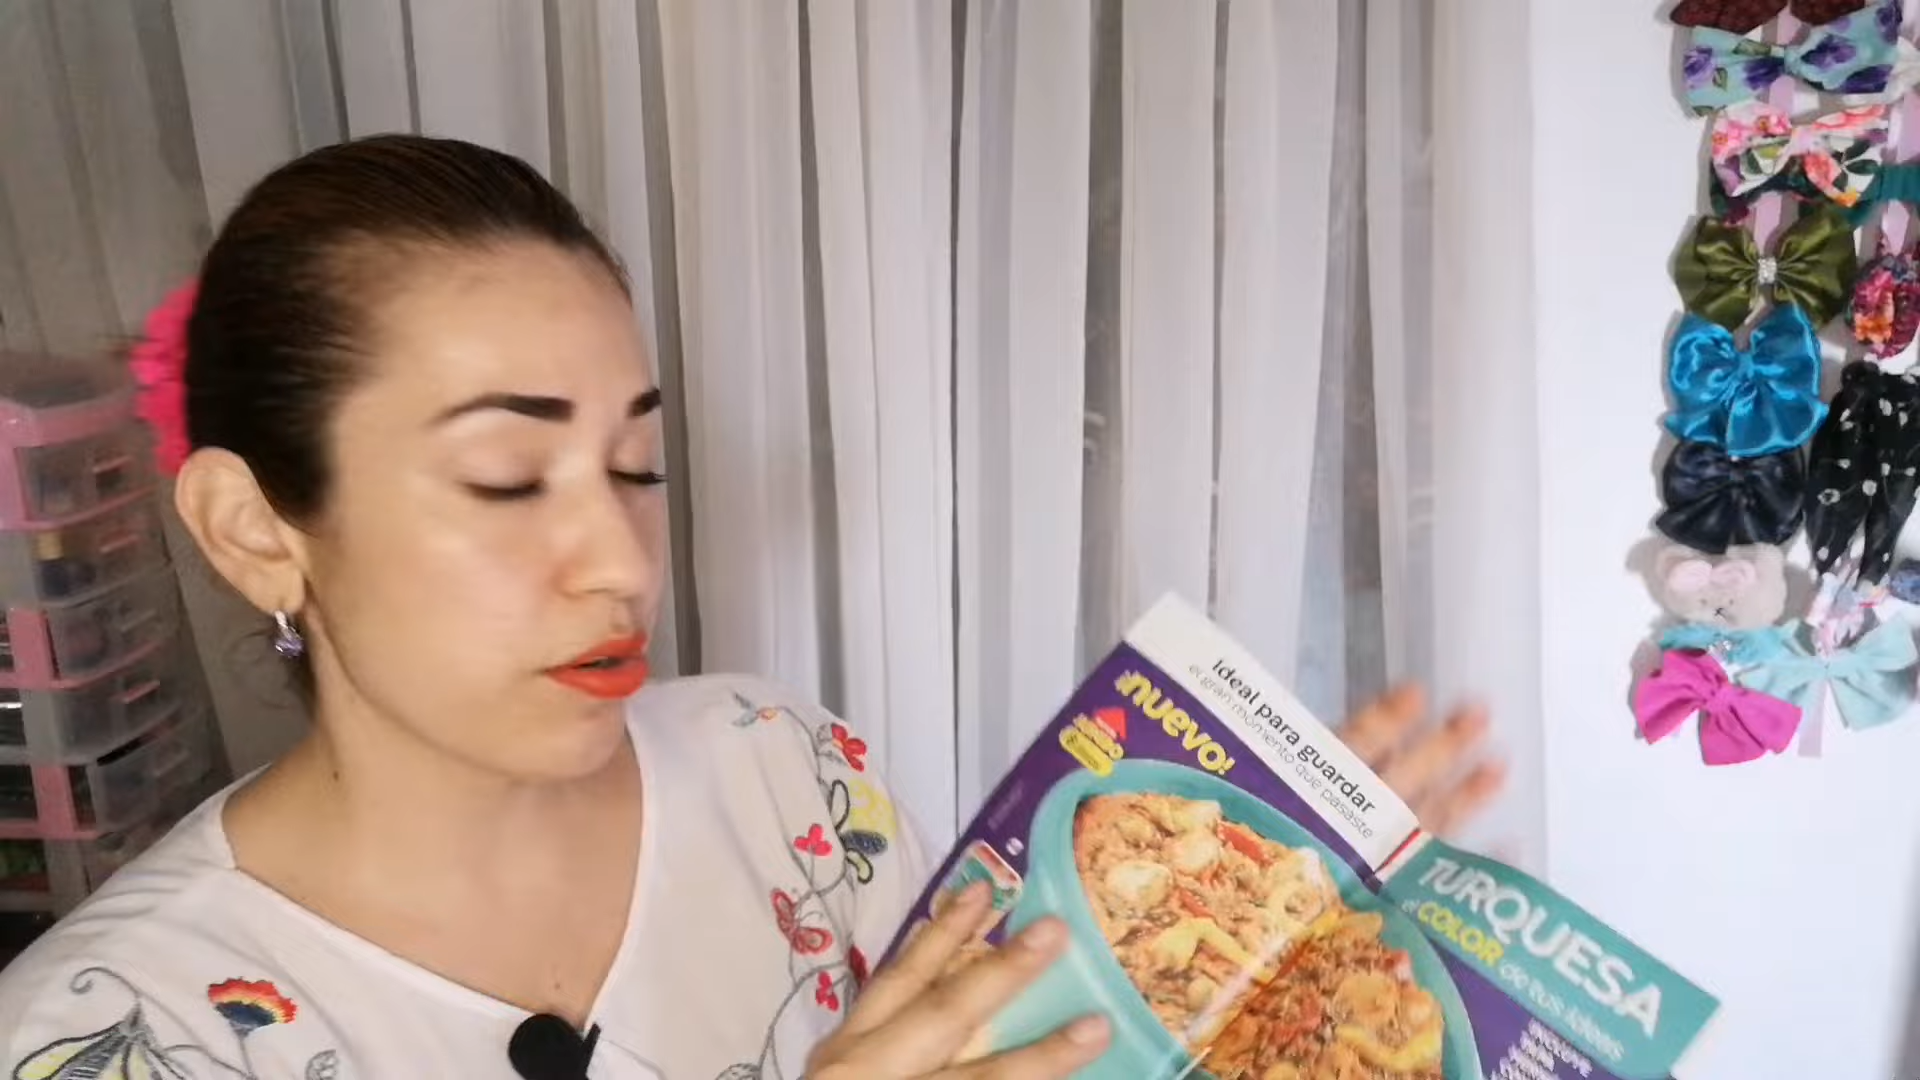 Ideal para guardar
el gran momento que pasaste
¡nuevo!
TURQUESA
el COLOR de tus ideas